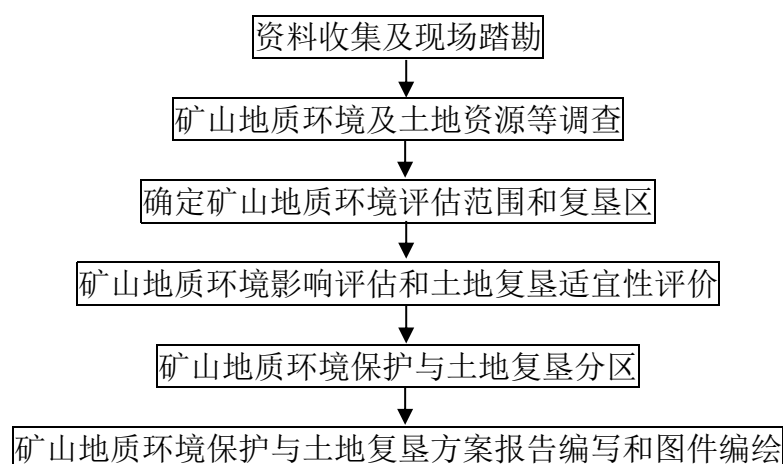 资料收集及现场踏勘
矿山地质环境及土地资源等调查
确定矿山地质环境评估范围和复垦区
矿山地质环境影响评估和土地复垦适宜性评价
矿山地质环境保护与土地复垦分区
矿山地质环境保护与土地复垦方案报告编写和图件编绘